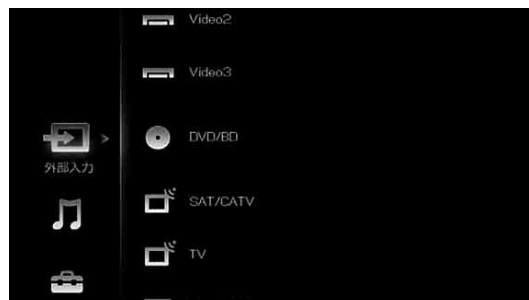 Video2
Video3
DVD/BD
外部入力
SAT/CATV
TV